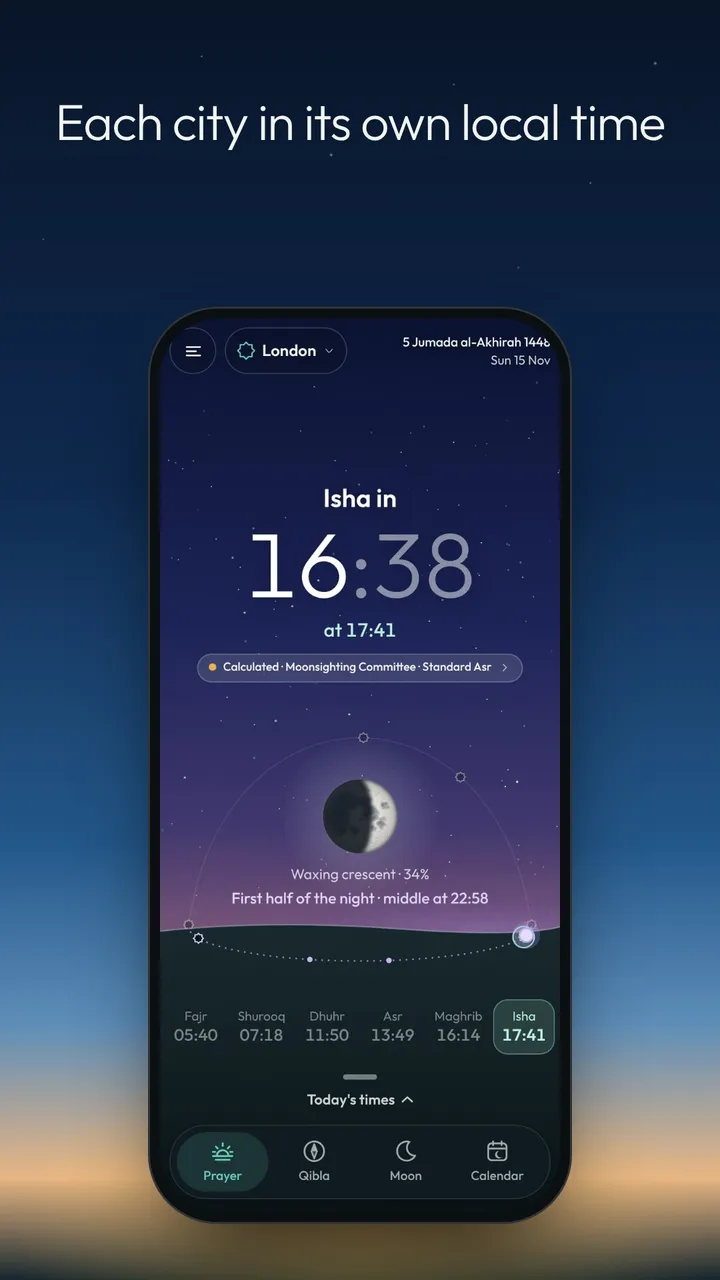 Each city in its own local time
London
5 Jumada al-Akhirah 1448
Sun 15 Nov
Isha in
16:38
at 17:41
Calculated · Moonsighting Committee · Standard Asr
Waxing crescent · 34%
First half of the night · middle at 22:58
Fajr Shurooq Dhuhr Asr Maghrib Isha
05:40 07:18 11:50 13:49 16:14 17:41
Today's times
Prayer Qibla Moon Calendar